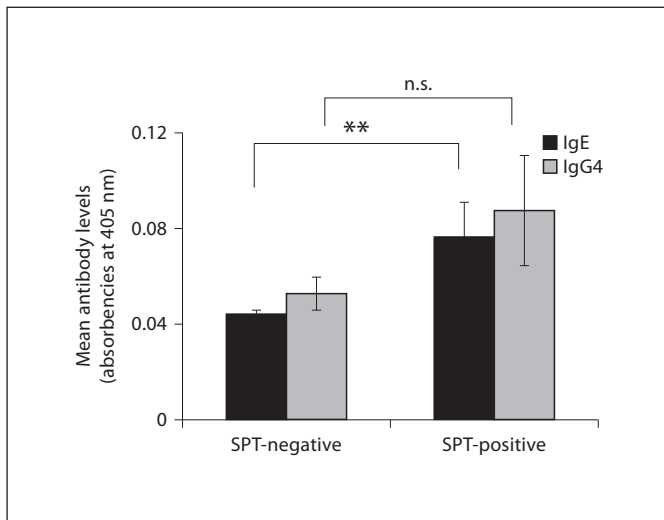 n.s.
**
0.12
0.08
0.04
0
IgE
IgG4
Mean antibody levels
(absorbencies at 405 nm)
SPT-negative
SPT-positive